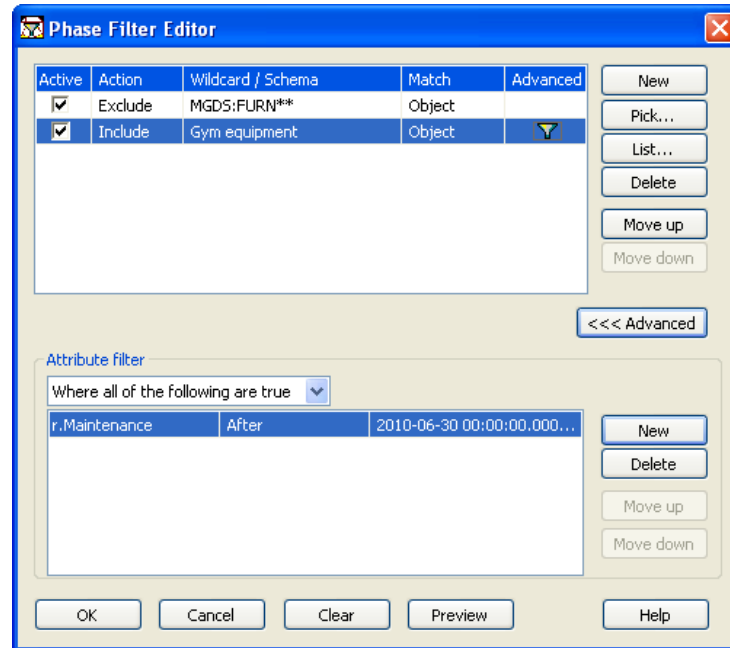 Phase Filter Editor
Active Action Wildcard / Schema Match Advanced
Exclude MGDS:FURN** Object
Include Gym equipment Object
New
Pick...
List...
Delete
Move up
Move down
<<< Advanced
Attribute filter
Where all of the following are true
r.Maintenance After 2010-06-30 00:00:00.000...
New
Delete
Move up
Move down
OK Cancel Clear Preview Help